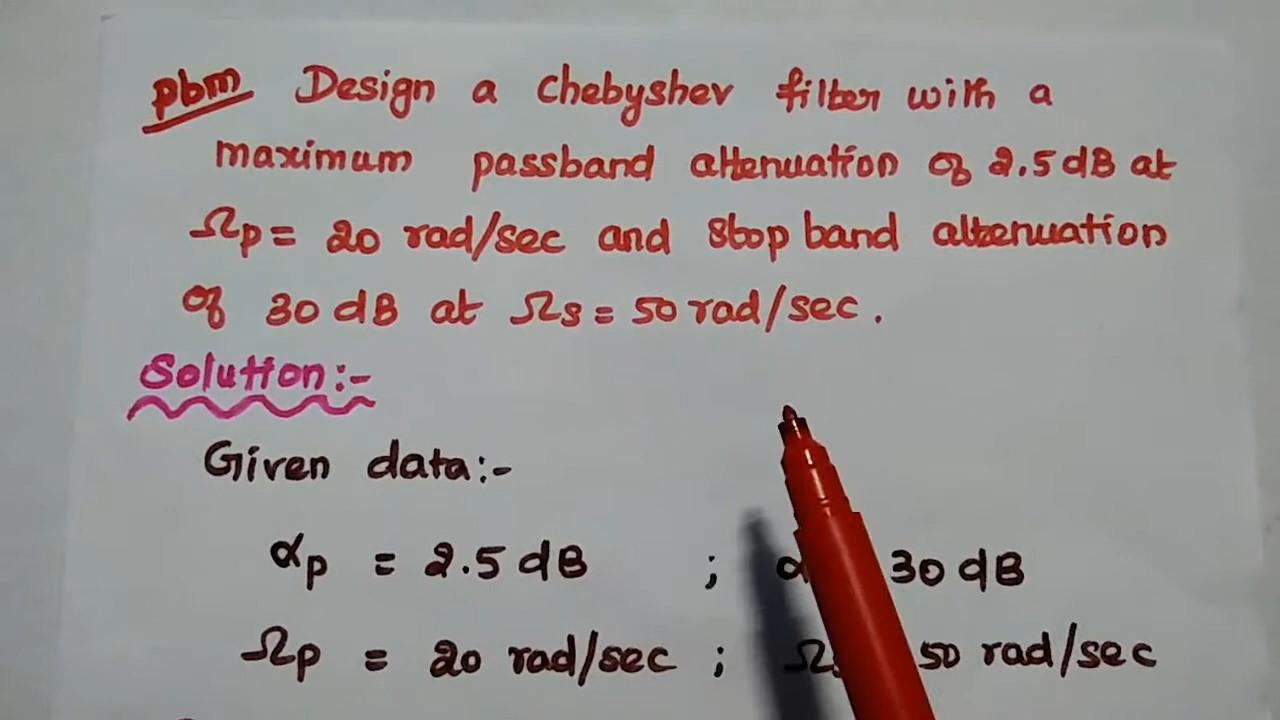 pbm Design a chebyshev filter with a
maximum passband attenuation of 2.5 dB at
Ωp = 20 rad/sec and stop band attenuation
of 30 dB at Ωs = 50 rad/sec.
Solution:-
Given data:-
αp = 2.5 dB ; α 30 dB
Ωp = 20 rad/sec ; Ωs 50 rad/sec